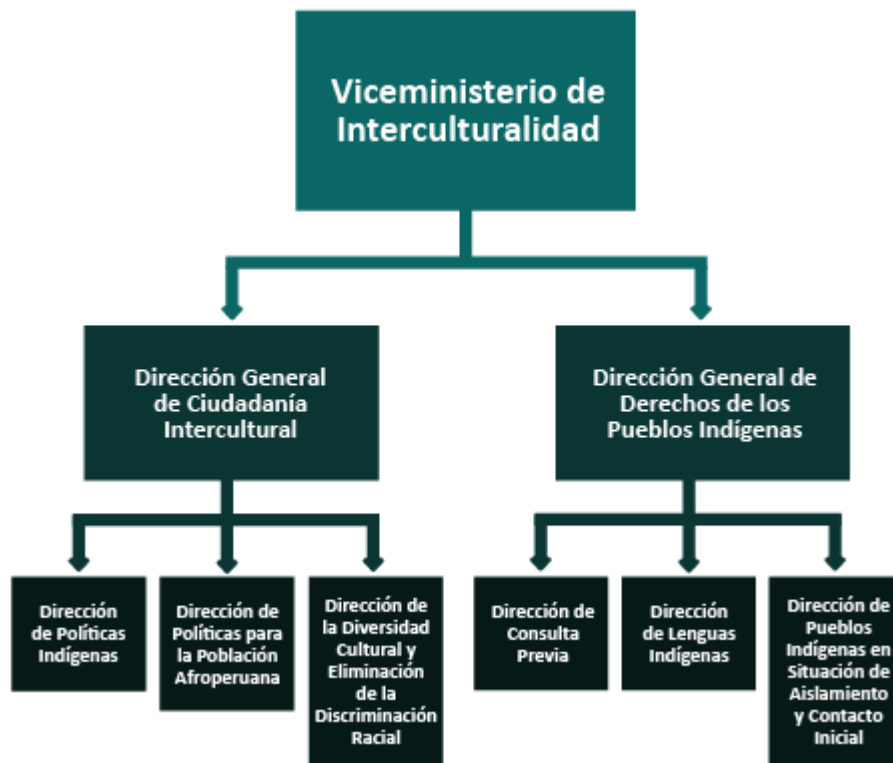 Viceministerio de
Interculturalidad
Dirección General
de Ciudadanía
Intercultural
Dirección General de
Derechos de los
Pueblos Indígenas
Dirección
de Políticas
Indígenas
Dirección de
Políticas para
la Población
Afroperuana
Dirección de
la Diversidad
Cultural y
Eliminación
de la
Discriminación
Racial
Dirección de
Consulta
Previa
Dirección
de Lenguas
Indígenas
Dirección de
Pueblos
Indígenas en
Situación de
Aislamiento
y Contacto
Inicial